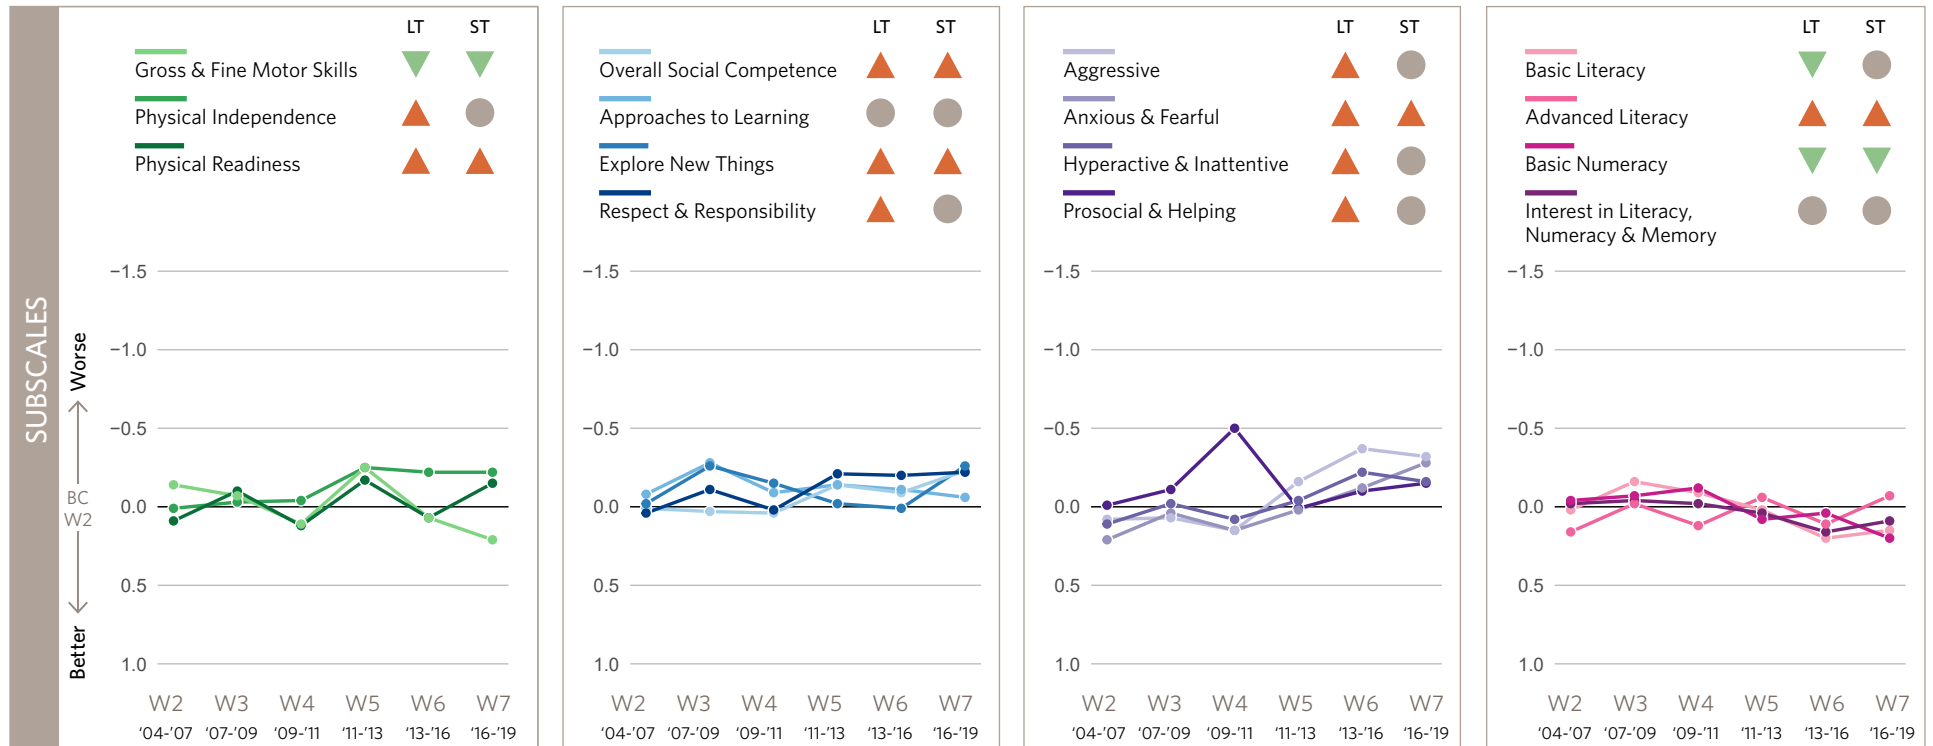 SUBSCALES
Worse
BC
W2
Better
LT ST
Gross & Fine Motor Skills
Physical Independence
Physical Readiness
−1.5
−1.0
−0.5
0.0
0.5
1.0
W2 W3 W4 W5 W6 W7
‘04-’07 ‘07-’09 ‘09-’11 ‘11-’13 ‘13-’16 ‘16-’19
LT ST
Overall Social Competence
Approaches to Learning
Explore New Things
Respect & Responsibility
−1.5
−1.0
−0.5
0.0
0.5
1.0
W2 W3 W4 W5 W6 W7
‘04-’07 ‘07-’09 ‘09-’11 ‘11-’13 ‘13-’16 ‘16-’19
LT ST
Aggressive
Anxious & Fearful
Hyperactive & Inattentive
Prosocial & Helping
−1.5
−1.0
−0.5
0.0
0.5
1.0
W2 W3 W4 W5 W6 W7
‘04-’07 ‘07-’09 ‘09-’11 ‘11-’13 ‘13-’16 ‘16-’19
LT ST
Basic Literacy
Advanced Literacy
Basic Numeracy
Interest in Literacy,
Numeracy & Memory
−1.5
−1.0
−0.5
0.0
0.5
1.0
W2 W3 W4 W5 W6 W7
‘04-’07 ‘07-’09 ‘09-’11 ‘11-’13 ‘13-’16 ‘16-’19